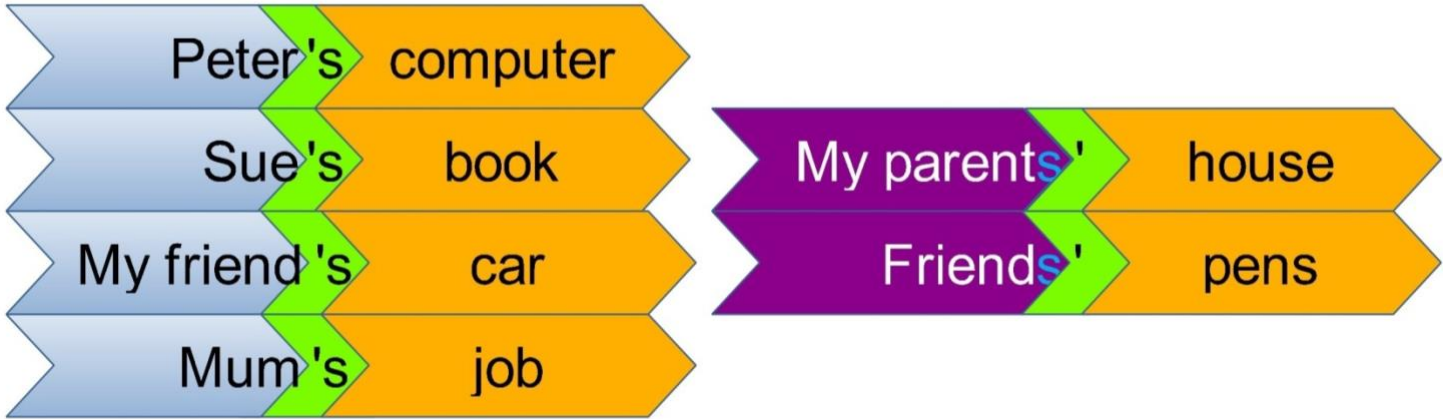 Peter's computer
Sue's book
My friend's car
Mum's job
My parents' house
Friends' pens